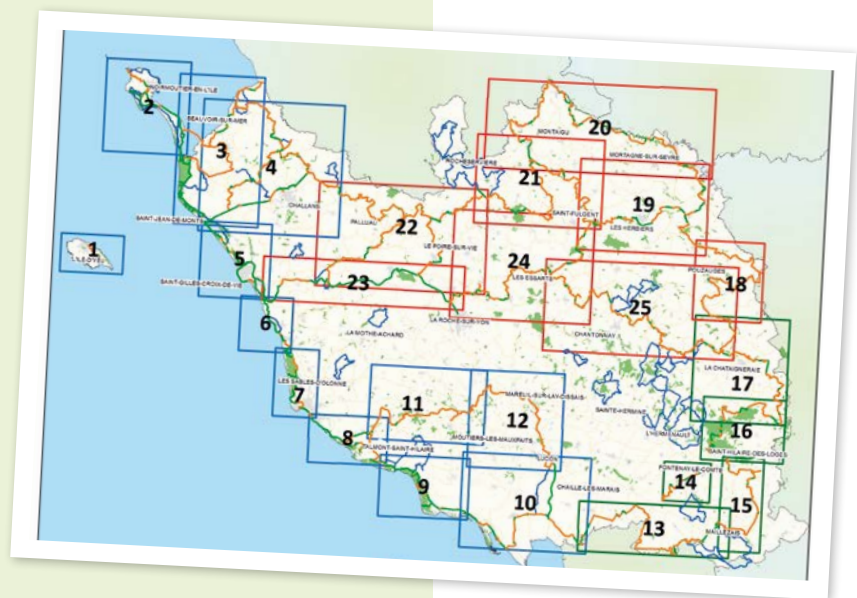 NOIRMOUTIER-EN-L'ILE
2
BEAUVOIR-SUR-MER
3
4
CHALLANS
SAINT-JEAN-DE-MONTS
1
L'ILE-D'YEU
5
SAINT-GILLES-CROIX-DE-VIE
6
PALLUAU
22
LE POIRE-SUR-VIE
23
LA ROCHE-SUR-YON
LA MOTHE-ACHARD
ROCHESERVIERE
MONTAIGU
20
MORTAGNE-SUR-SEVRE
21
SAINT-FULGENT
19
LES HERBIERS
24
LES ESSARTS
POUZAUGES
18
25
CHANTONNAY
LA CHATAIGNERAIE
17
LES SABLES-D'OLONNE
7
11
MAREUIL-SUR-LAY-DISSAIS
12
SAINTE-HERMINE
8
MOUTIERS-LES-MAUXFAITS
L'HERMENAULT
16
SAINT-HILAIRE-DES-LOGES
TALMONT-SAINT-HILAIRE
LUCON
FONTENAY-LE-COMTE
9
CHAILLE-LES-MARAIS
14
10
15
13
MAILLEZAIS